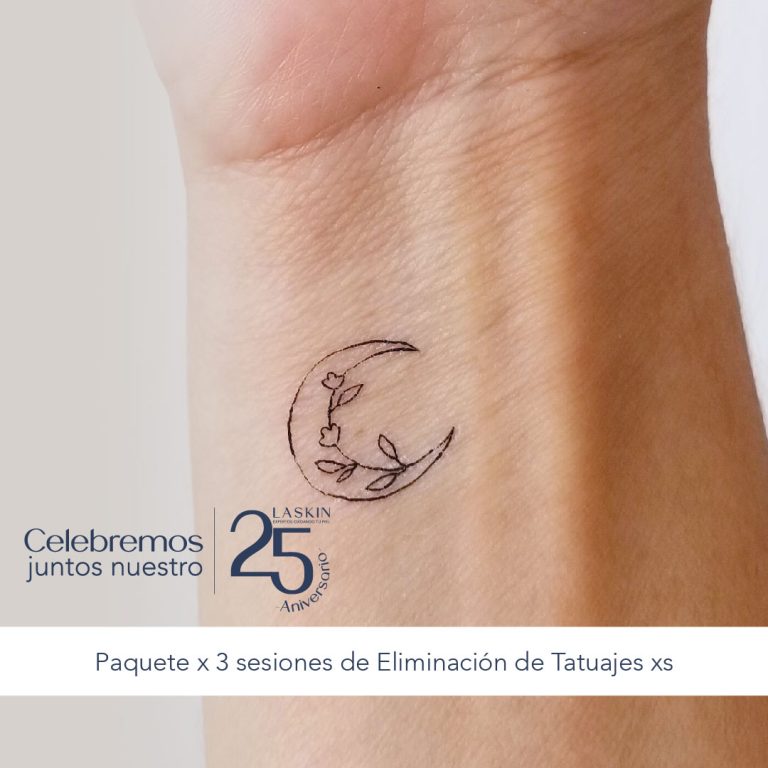 Celebremos
juntos nuestro
LASKIN
EXPERTOS CUIDANDO TU PIEL
25
-Aniversario-
Paquete x 3 sesiones de Eliminación de Tatuajes xs